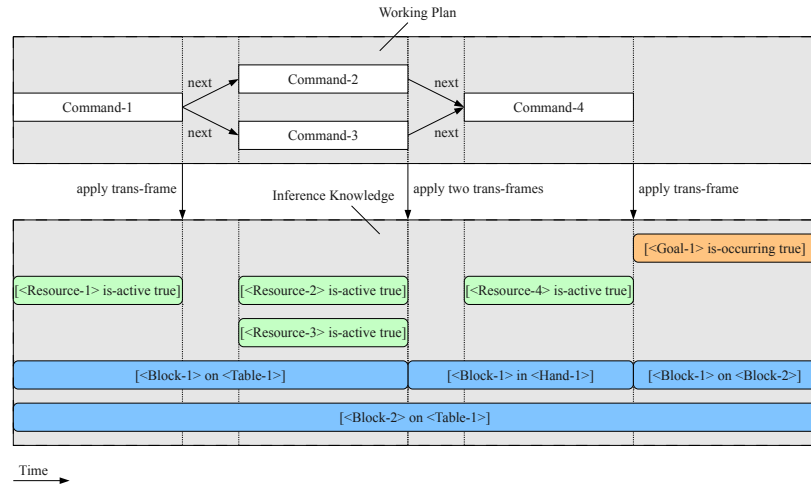 Working Plan
Command-1
next
next
Command-2
Command-3
next
next
Command-4
apply trans-frame
Inference Knowledge
apply two trans-frames
apply trans-frame
[<Goal-1> is-occurring true]
[<Resource-1> is-active true]
[<Resource-2> is-active true]
[<Resource-4> is-active true]
[<Resource-3> is-active true]
[<Block-1> on <Table-1>]
[<Block-1> in <Hand-1>]
[<Block-1> on <Block-2>]
[<Block-2> on <Table-1>]
Time